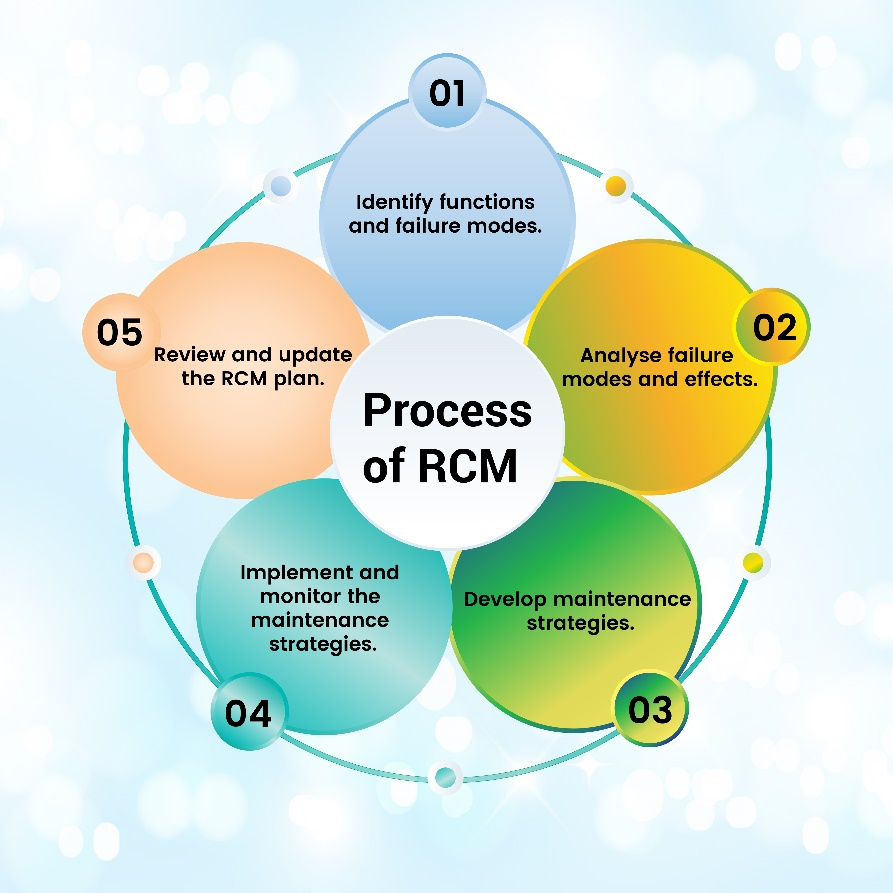 01
Identify functions
and failure modes.
02
Analyse failure
modes and effects.
Process
of RCM
03
Develop maintenance
strategies.
04
Implement and
monitor the
maintenance
strategies.
05
Review and update
the RCM plan.